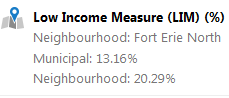 Low Income Measure (LIM) (%)
Neighbourhood: Fort Erie North
Municipal: 13.16%
Neighbourhood: 20.29%